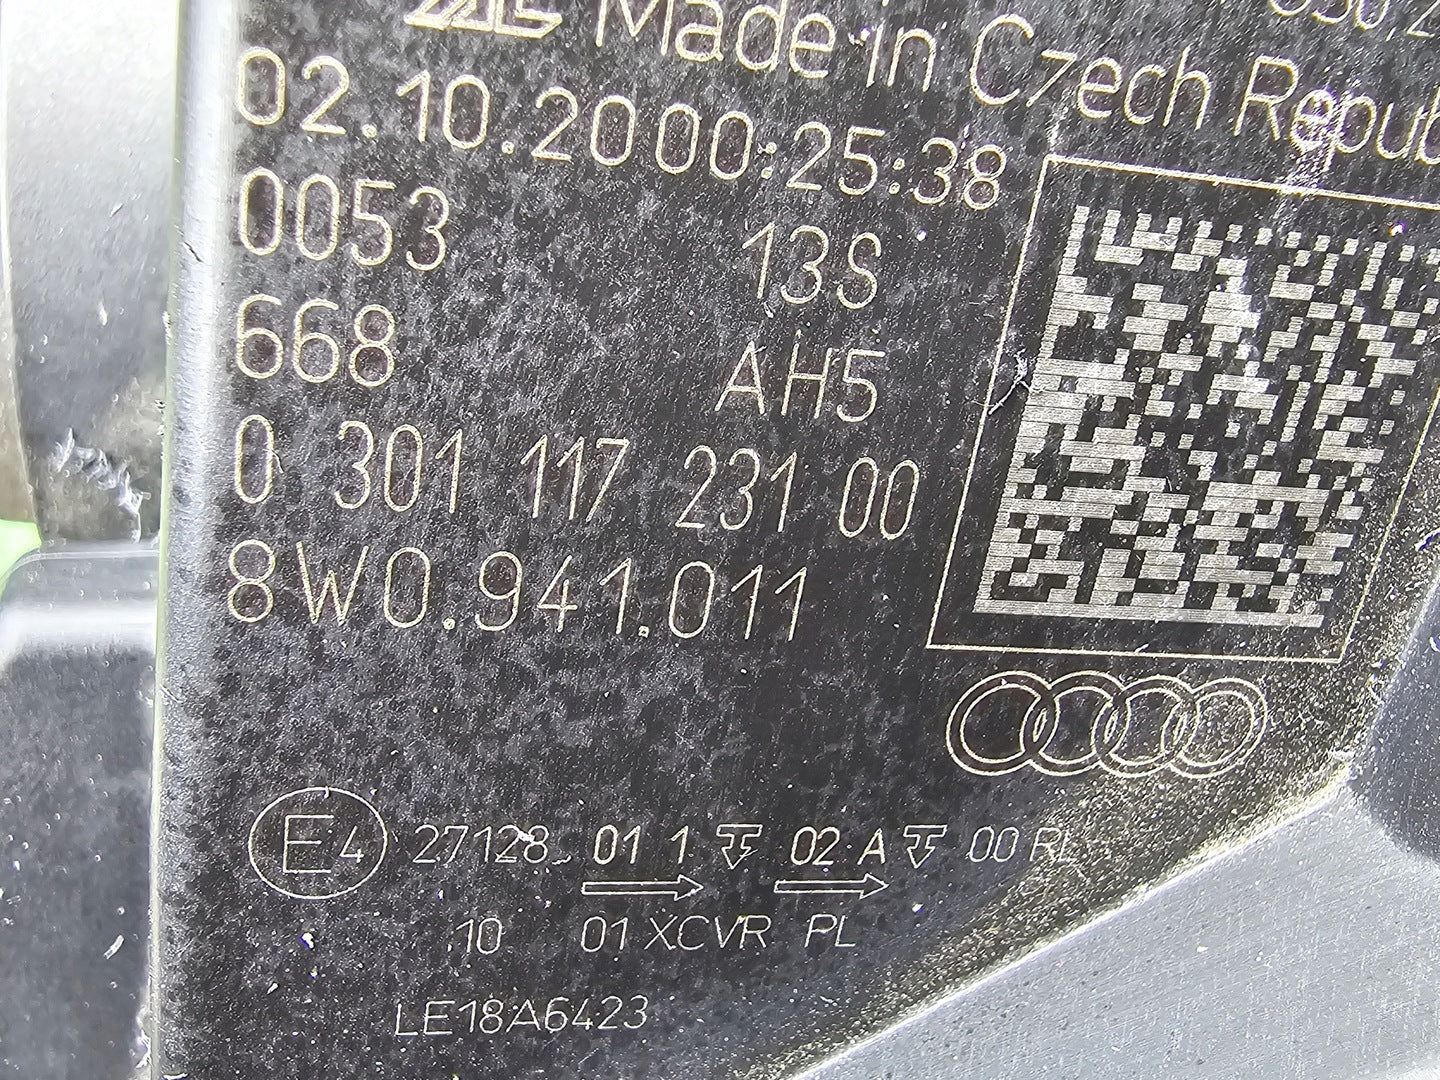 Made in Czech Republ
02.10.20 00:25:38
0053 13S
668 AH5
0 301 117 231 00
8W0.941.011
E4 27128 01 1 02 A 00 RL
10 01 XCVR PL
LE18A6423